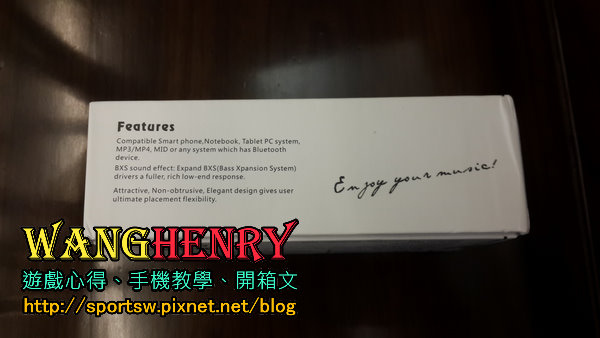 Features
Compatible Smart phone,Notebook, Tablet PC system,
MP3/MP4, MID or any system which has Bluetooth
device.
BXS sound effect: Expand BXS(Bass Xpansion System)
drivers a fuller, rich low-end response.
Attractive, Non-obtrusive, Elegant design gives user
ultimate placement flexibility.
Enjoy your music!
WANGHENRY
遊戲心得、手機教學、開箱文
http://sportsw.pixnet.net/blog